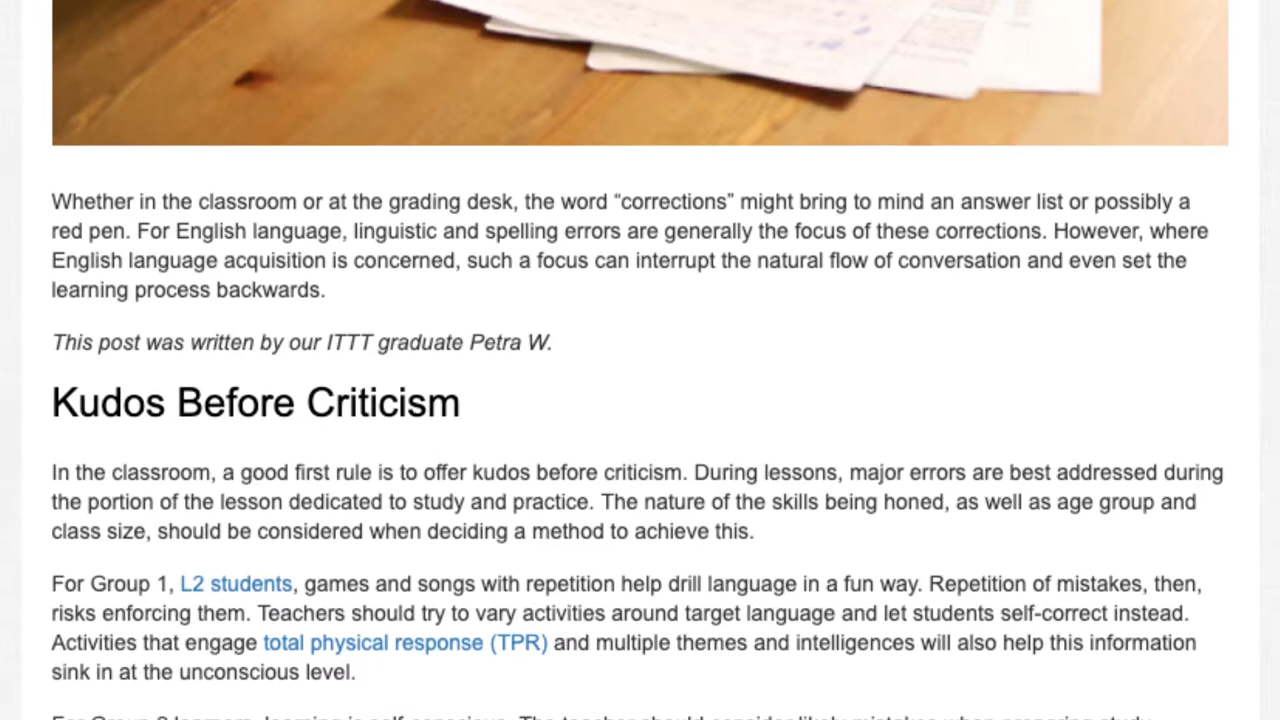 Whether in the classroom or at the grading desk, the word “corrections” might bring to mind an answer list or possibly a
red pen. For English language, linguistic and spelling errors are generally the focus of these corrections. However, where
English language acquisition is concerned, such a focus can interrupt the natural flow of conversation and even set the
learning process backwards.
This post was written by our ITTT graduate Petra W.
Kudos Before Criticism
In the classroom, a good first rule is to offer kudos before criticism. During lessons, major errors are best addressed during
the portion of the lesson dedicated to study and practice. The nature of the skills being honed, as well as age group and
class size, should be considered when deciding a method to achieve this.
For Group 1, L2 students, games and songs with repetition help drill language in a fun way. Repetition of mistakes, then,
risks enforcing them. Teachers should try to vary activities around target language and let students self-correct instead.
Activities that engage total physical response (TPR) and multiple themes and intelligences will also help this information
sink in at the unconscious level.